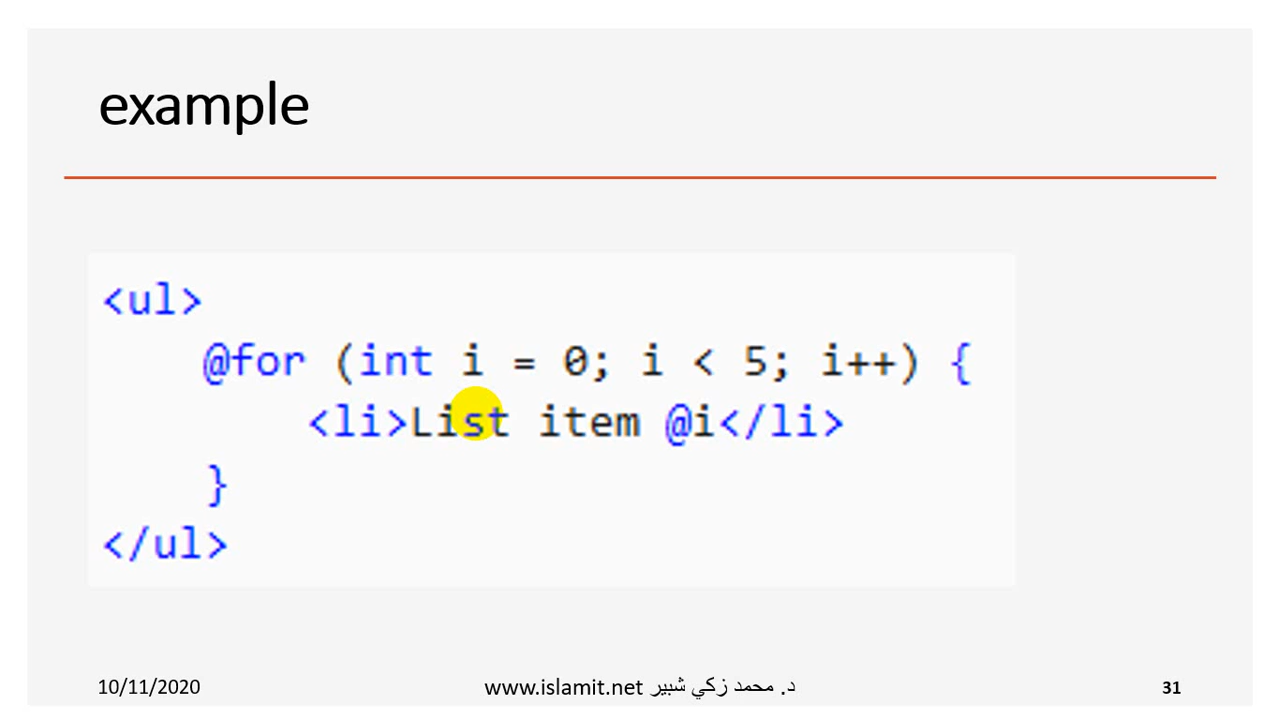 example
<ul>
@for (int i = 0; i < 5; i++) {
<li>List item @i</li>
}
</ul>
10/11/2020
www.islamit.net د. محمد زكي شبير
31